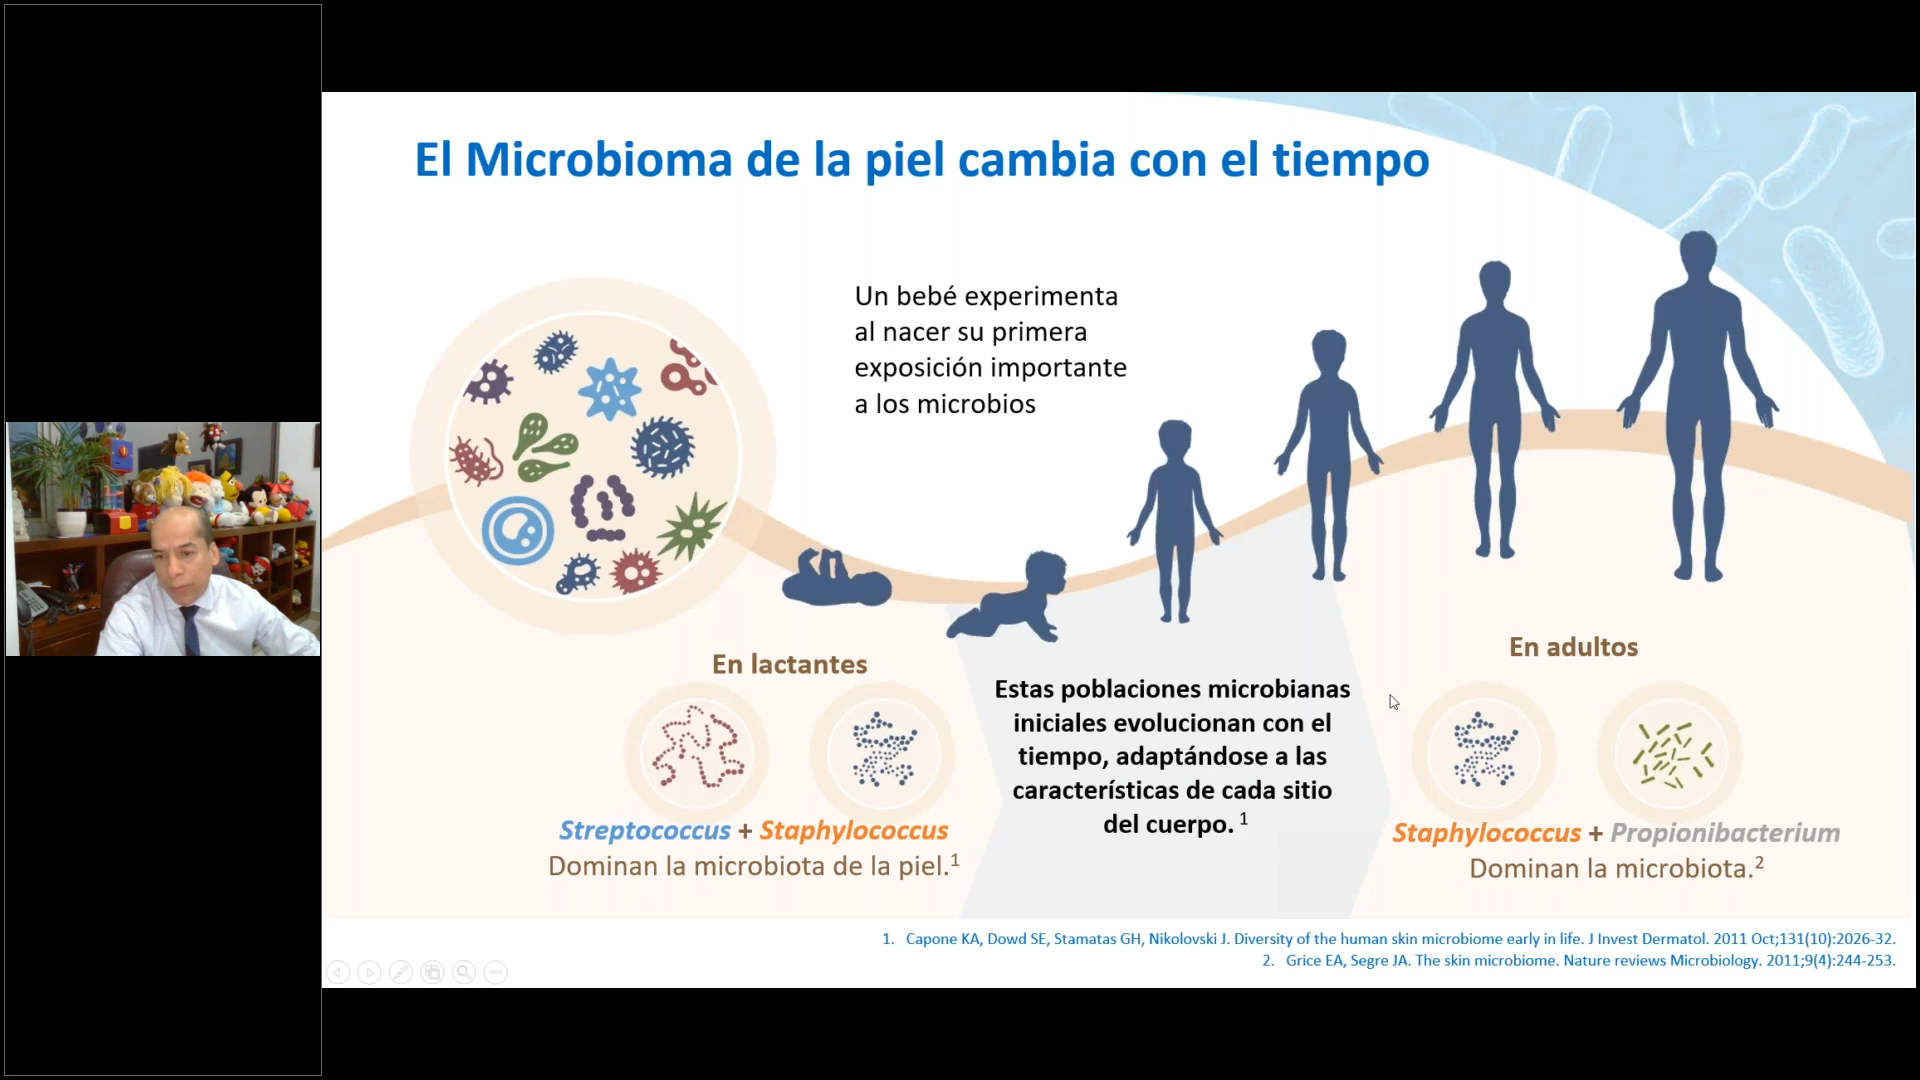 El Microbioma de la piel cambia con el tiempo
Un bebé experimenta
al nacer su primera
exposición importante
a los microbios
En lactantes
Streptococcus + Staphylococcus
Dominan la microbiota de la piel.1
Estas poblaciones microbianas
iniciales evolucionan con el
tiempo, adaptándose a las
características de cada sitio
del cuerpo. 1
En adultos
Staphylococcus + Propionibacterium
Dominan la microbiota.2
1. Capone KA, Dowd SE, Stamatas GH, Nikolovski J. Diversity of the human skin microbiome early in life. J Invest Dermatol. 2011 Oct;131(10):2026-32.
2. Grice EA, Segre JA. The skin microbiome. Nature reviews Microbiology. 2011;9(4):244-253.